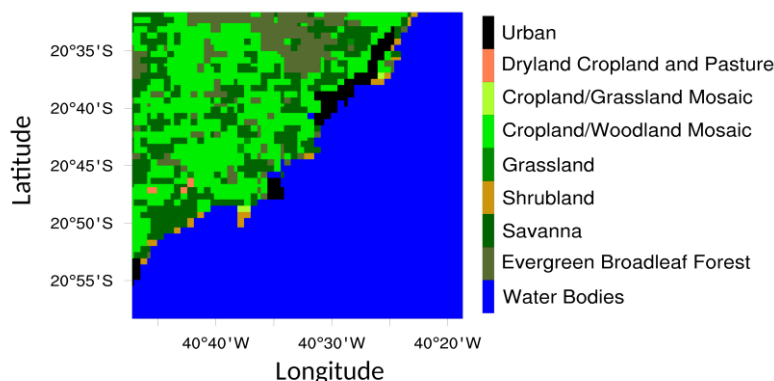 20°35'S
20°40'S
20°45'S
20°50'S
20°55'S
Latitude
40°40'W
40°30'W
40°20'W
Longitude
Urban
Dryland Cropland and Pasture
Cropland/Grassland Mosaic
Cropland/Woodland Mosaic
Grassland
Shrubland
Savanna
Evergreen Broadleaf Forest
Water Bodies